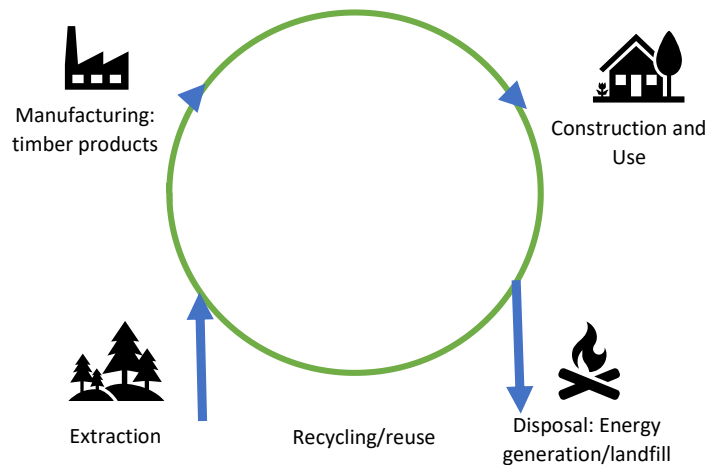 Manufacturing:
timber products
Construction and
Use
Extraction
Recycling/reuse
Disposal: Energy
generation/landfill